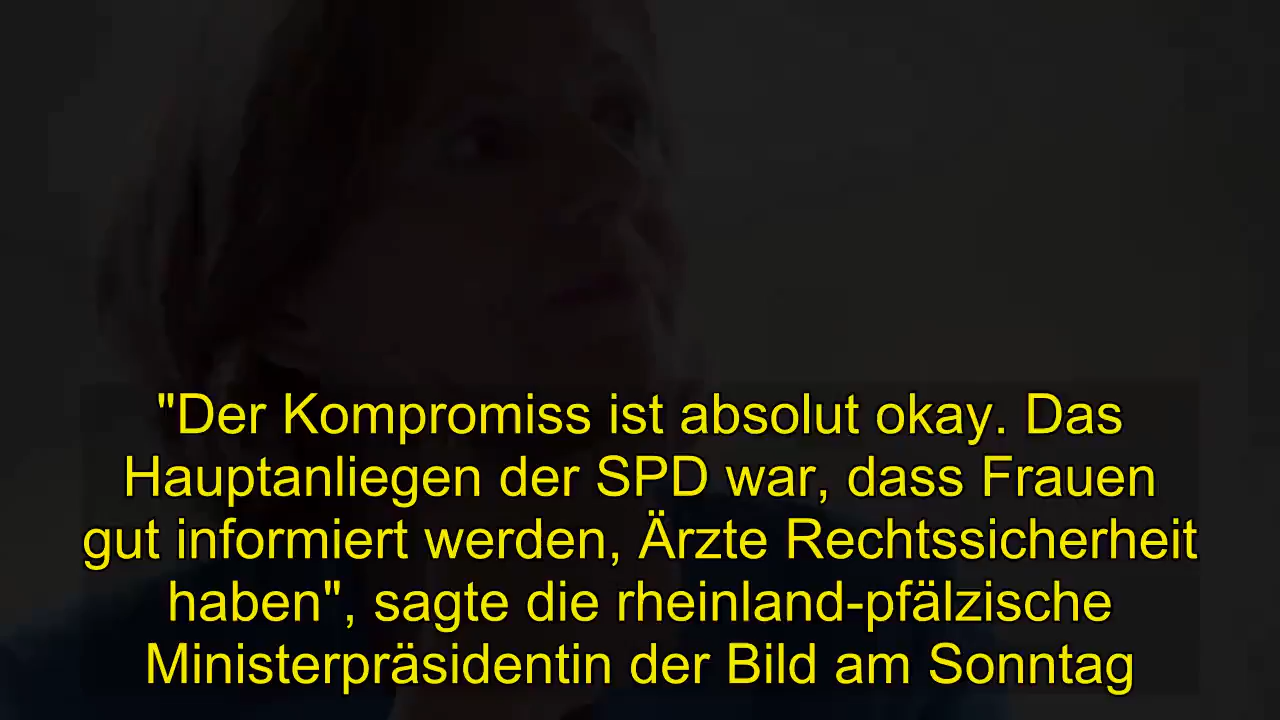 "Der Kompromiss ist absolut okay. Das
Hauptanliegen der SPD war, dass Frauen
gut informiert werden, Ärzte Rechtssicherheit
haben", sagte die rheinland-pfälzische
Ministerpräsidentin der Bild am Sonntag